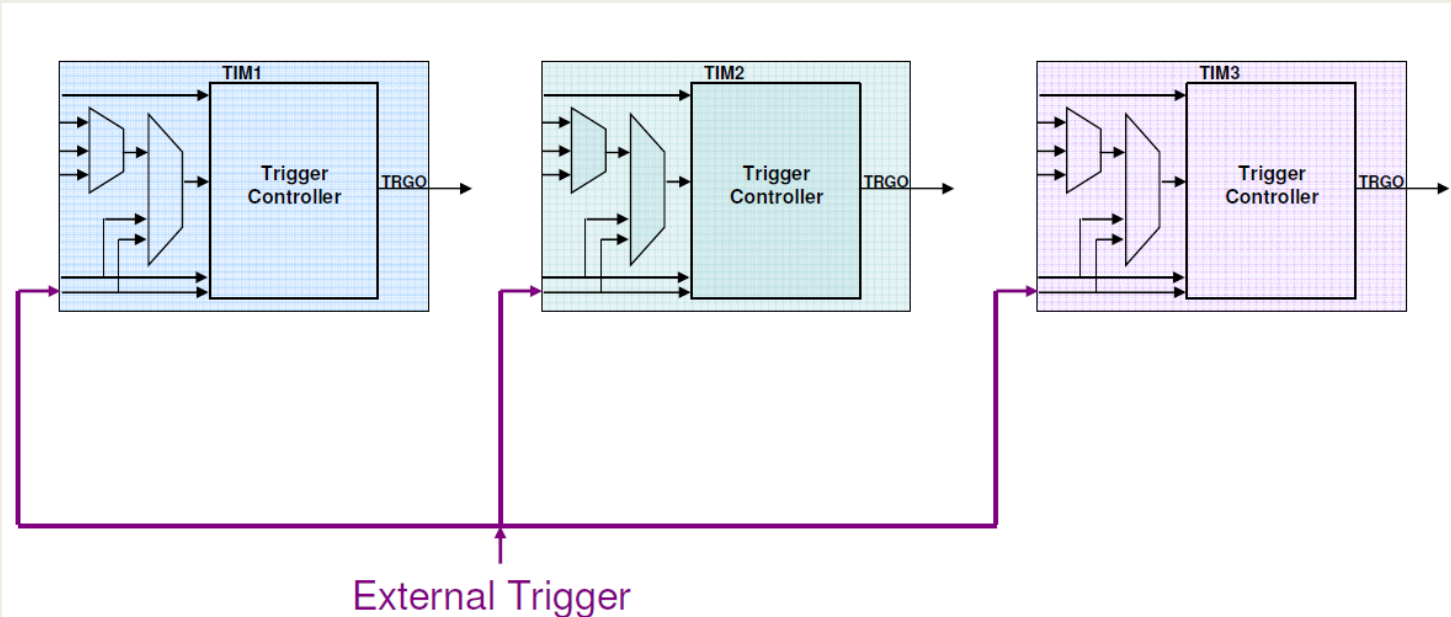 TIM1
Trigger
Controller
TRGO
TIM2
Trigger
Controller
TRGO
TIM3
Trigger
Controller
TRGO
External Trigger